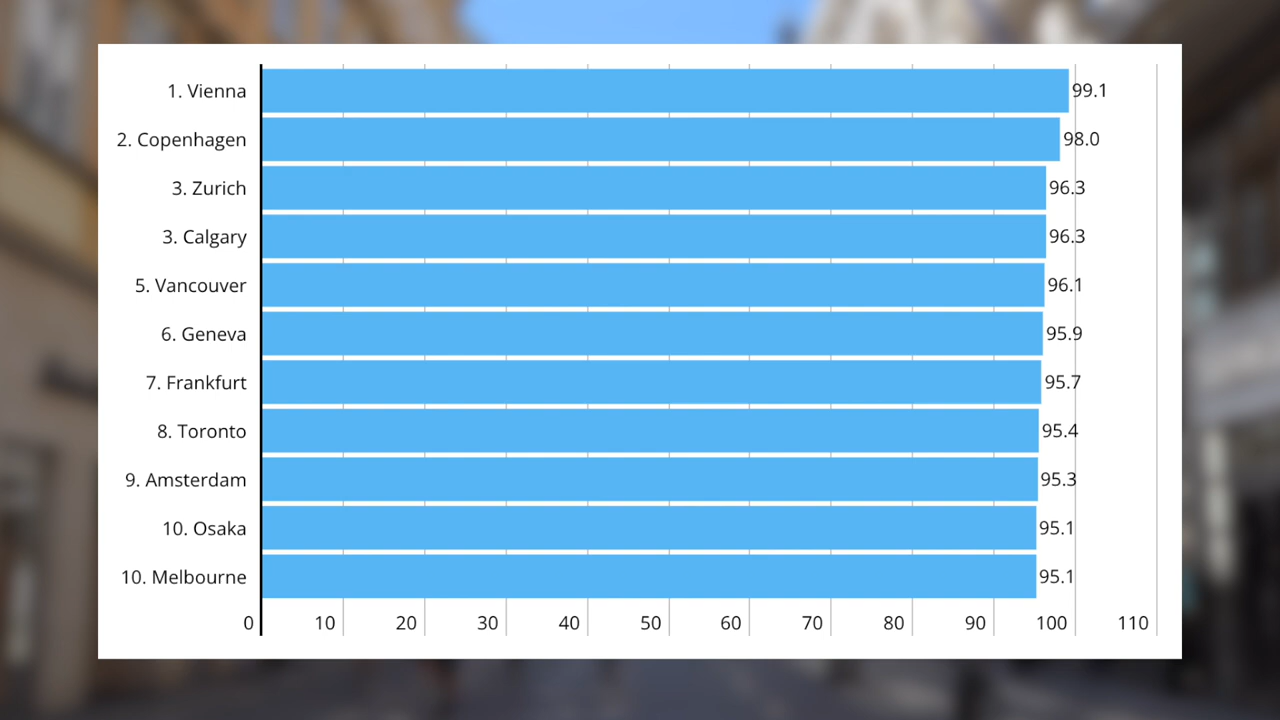 1. Vienna 99.1
2. Copenhagen 98.0
3. Zurich 96.3
3. Calgary 96.3
5. Vancouver 96.1
6. Geneva 95.9
7. Frankfurt 95.7
8. Toronto 95.4
9. Amsterdam 95.3
10. Osaka 95.1
10. Melbourne 95.1
0 10 20 30 40 50 60 70 80 90 100 110